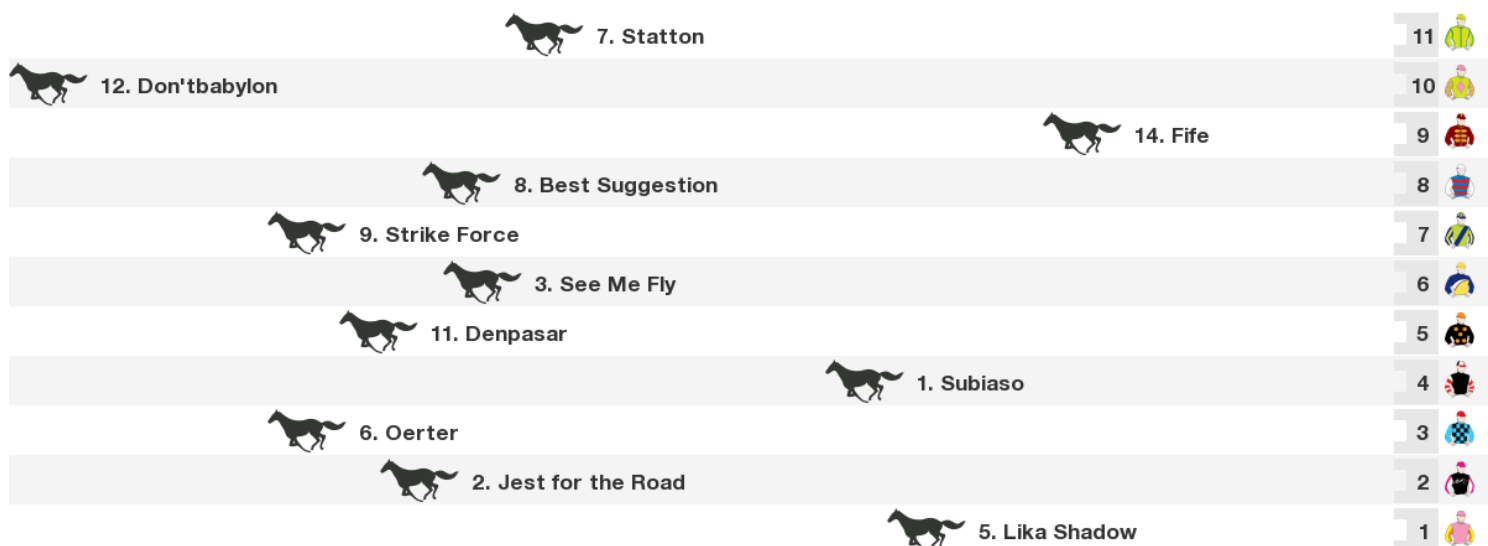 7. Statton 11
12. Don'tbabylon 10
14. Fife 9
8. Best Suggestion 8
9. Strike Force 7
3. See Me Fly 6
11. Denpasar 5
1. Subiaso 4
6. Oerter 3
2. Jest for the Road 2
5. Lika Shadow 1